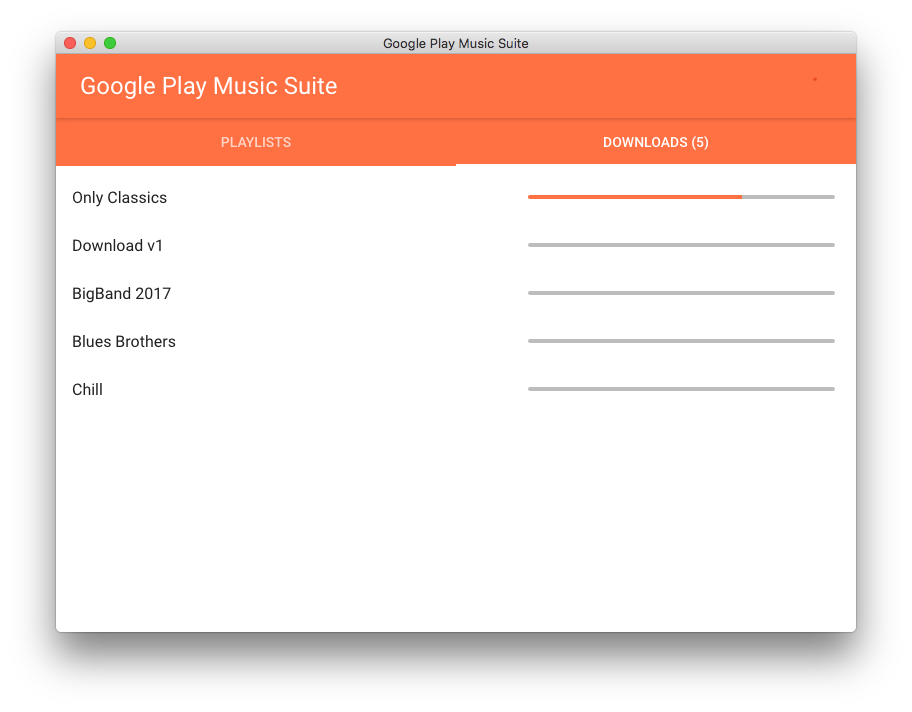 Google Play Music Suite
Google Play Music Suite
PLAYLISTS
DOWNLOADS (5)
Only Classics
Download v1
BigBand 2017
Blues Brothers
Chill